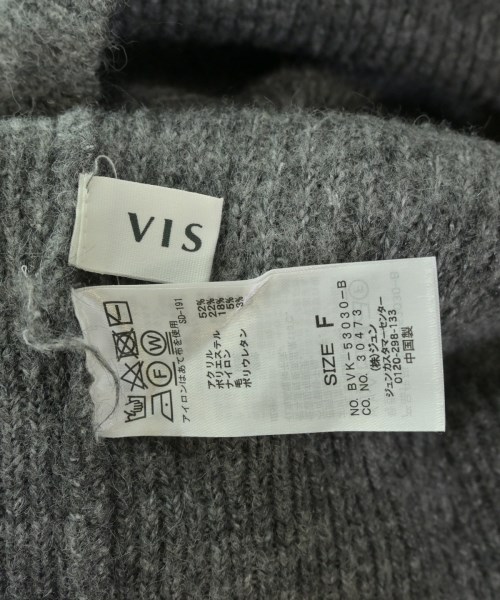 VIS
F
W
アイロンはあて布を使用 SD-191
アクリル 52%
ポリエステル 22%
ナイロン 18%
毛 5%
ポリウレタン 3%
SIZE F
NO. BVK-53030-B
CO. NO. 30473
(株)ジュン
ジュンカスタマーセンター
0120-298-133
中国製